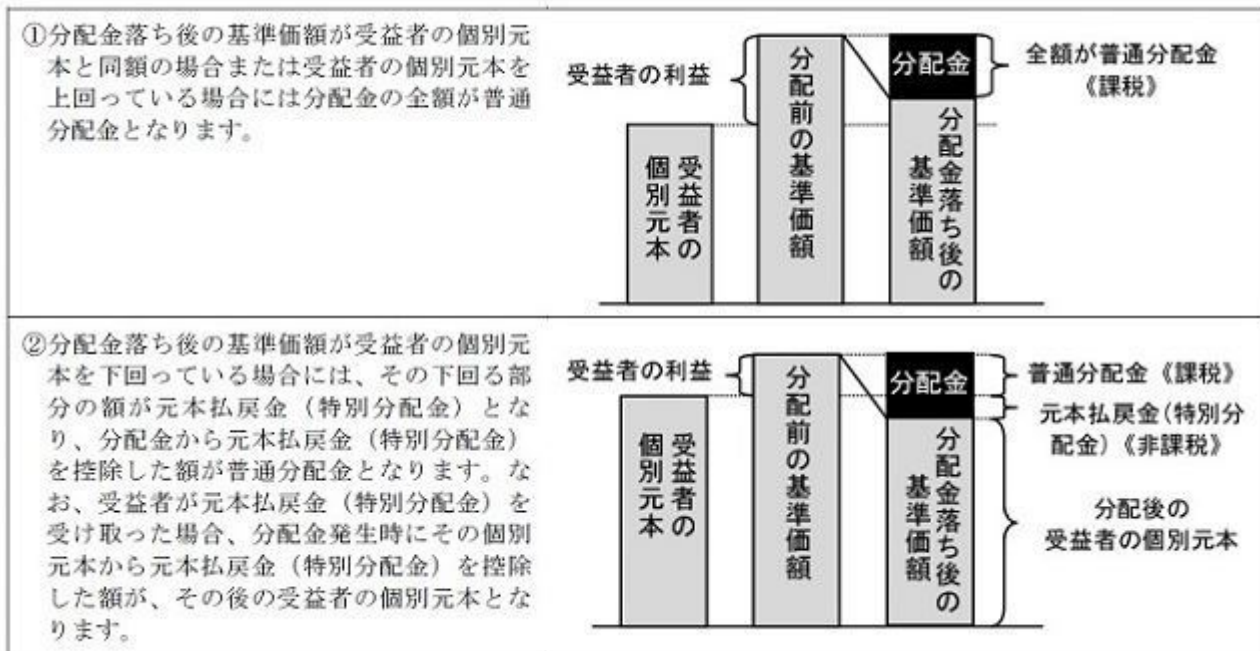 ①分配金落ち後の基準価額が受益者の個別元
本と同額の場合または受益者の個別元本を
上回っている場合には分配金の全額が普通
分配金となります。
受益者の利益
受益者の
個別元本
分配前の基準価額
分配金
分配金落ち後の
基準価額
全額が普通分配金
《課税》
②分配金落ち後の基準価額が受益者の個別元
本を下回っている場合には、その下回る部
分の額が元本払戻金（特別分配金）とな
り、分配金から元本払戻金（特別分配金）
を控除した額が普通分配金となります。な
お、受益者が元本払戻金（特別分配金）を
受け取った場合、分配金発生時にその個別
元本から元本払戻金（特別分配金）を控除
した額が、その後の受益者の個別元本とな
ります。
受益者の利益
受益者の
個別元本
分配前の基準価額
分配金
分配金落ち後の
基準価額
普通分配金《課税》
元本払戻金（特別分
配金）《非課税》
分配後の
受益者の個別元本